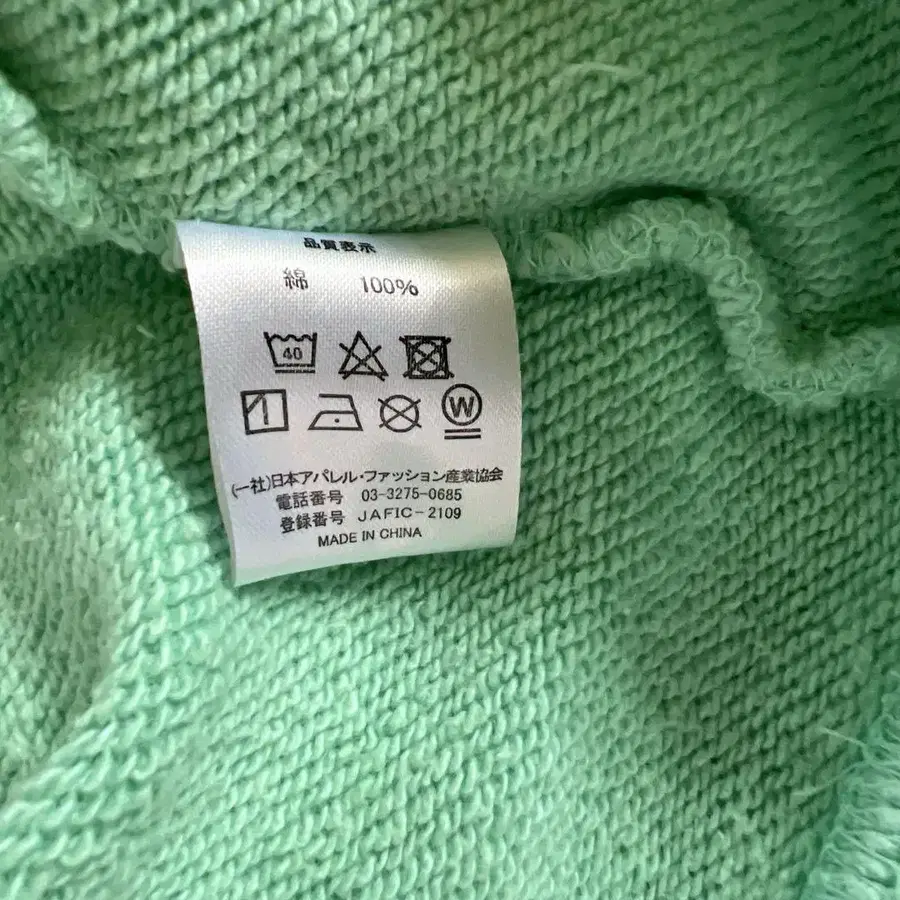 品質表示
綿 100%
40
W
(一社)日本アパレル・ファッション産業協会
電話番号 03-3275-0685
登録番号 JAFIC-2109
MADE IN CHINA